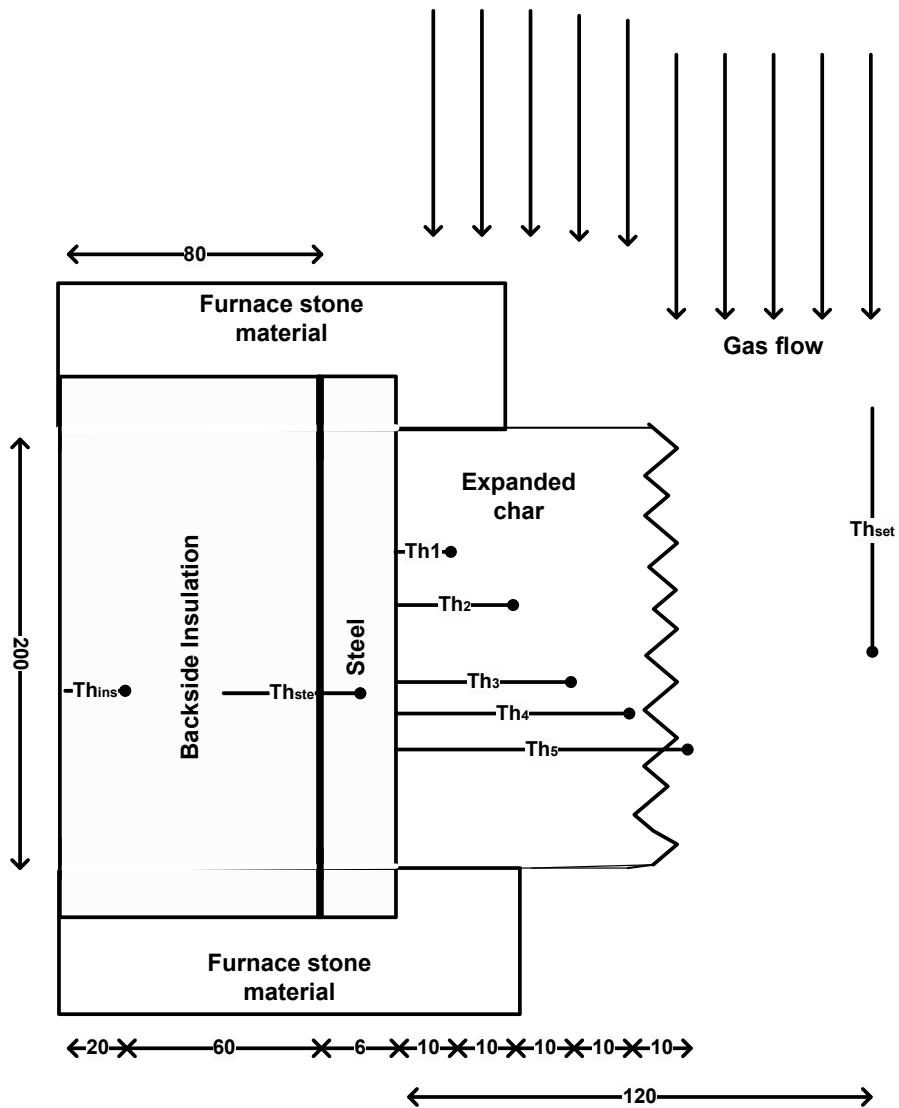 80
Furnace stone
material
Gas flow
Expanded
char
Thset
Th1
Th2
200
Backside Insulation
Steel
Th3
Thins
Thste
Th4
Th5
Furnace stone
material
20 60 6 10 10 10 10 10
120